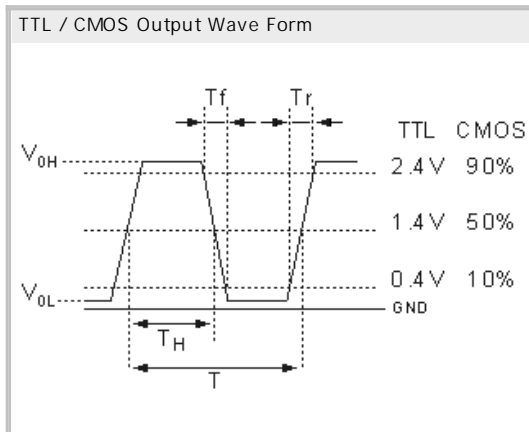 TTL / CMOS Output Wave Form
Tf Tr
TTL CMOS
V0H 2.4V 90%
1.4V 50%
0.4V 10%
V0L GND
TH
T